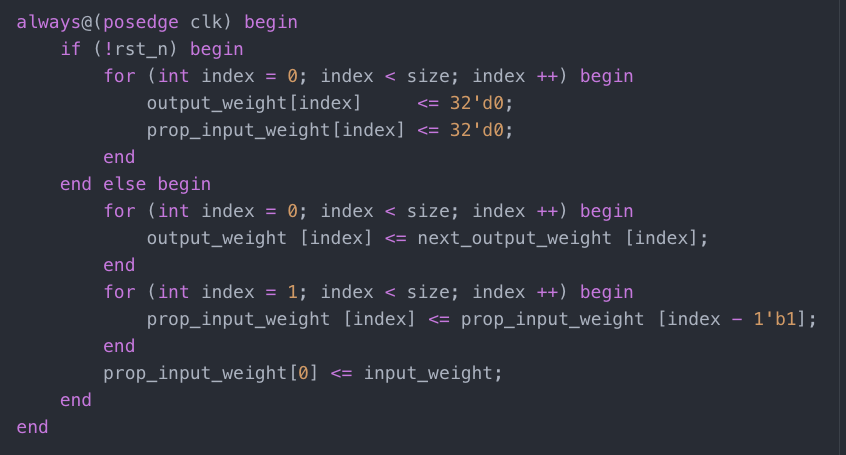 always@(posedge clk) begin
    if (!rst_n) begin
        for (int index = 0; index < size; index ++) begin
            output_weight[index]     <= 32'd0;
            prop_input_weight[index] <= 32'd0;
        end
    end else begin
        for (int index = 0; index < size; index ++) begin
            output_weight [index] <= next_output_weight [index];
        end
        for (int index = 1; index < size; index ++) begin
            prop_input_weight [index] <= prop_input_weight [index - 1'b1];
        end
        prop_input_weight[0] <= input_weight;
    end
end